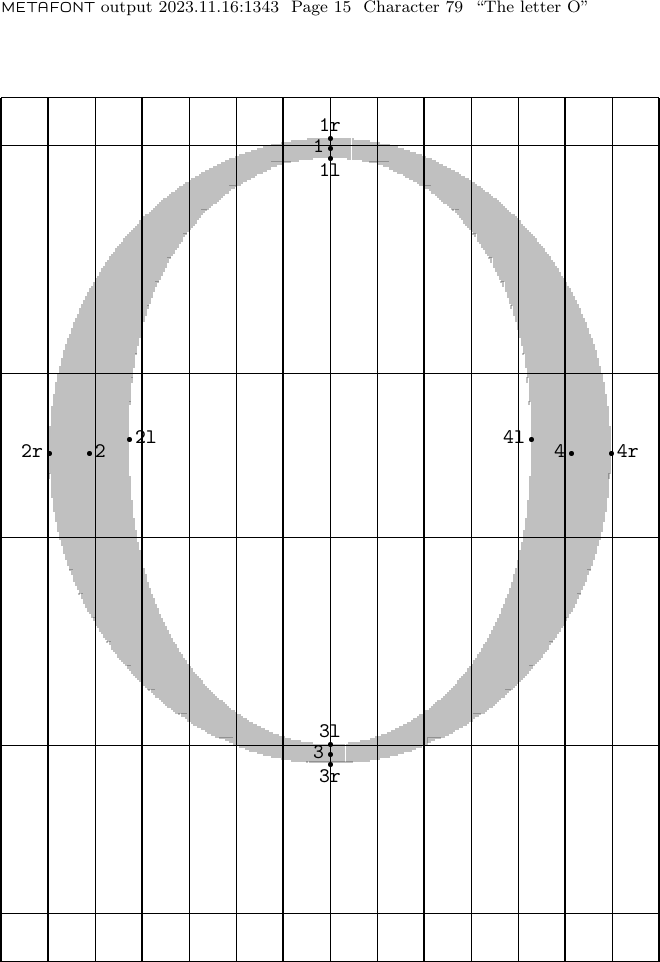 METAFONT output 2023.11.16:1343 Page 15 Character 79 “The letter O”
1r
1
1l
2r 2 2l 4l 4 4r
3l
3
3r